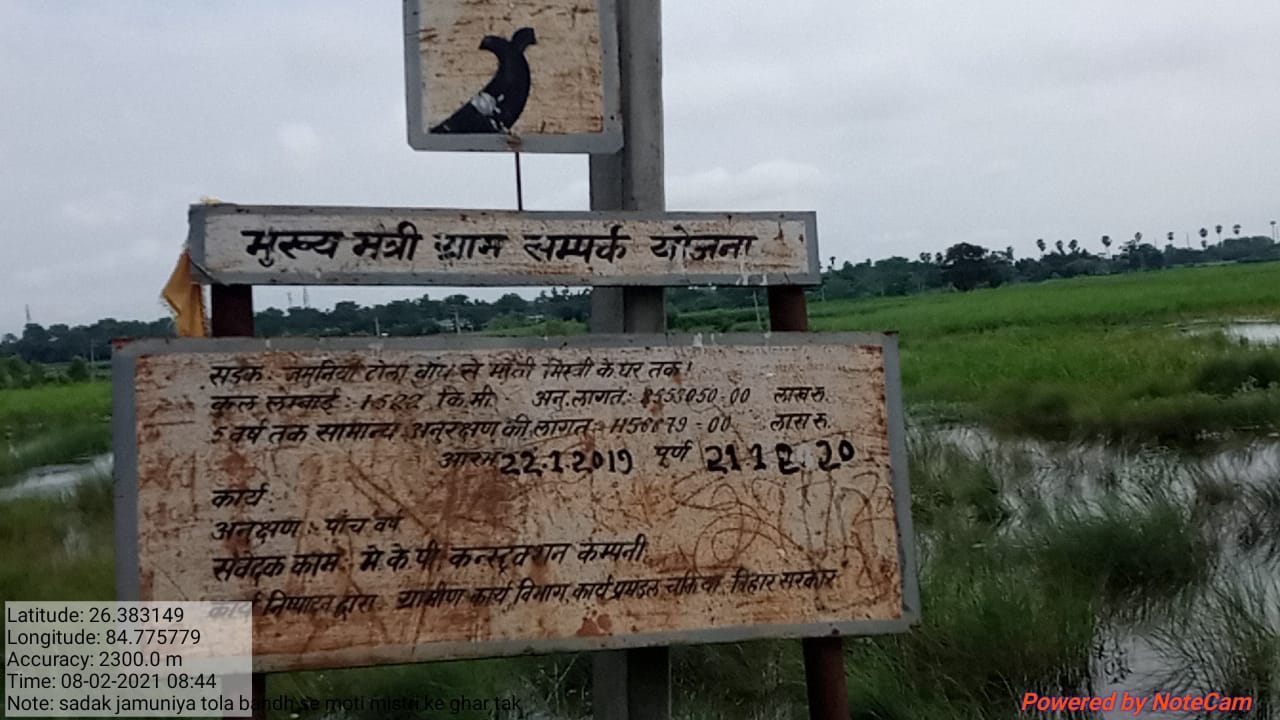 मुख्य मंत्री ग्राम सम्पर्क योजना
सड़क: जमुनियाँ टोला बाँध से मोती मिस्त्री के घर तक!
कुल लम्बाई: 1.522 कि.मी. अनु.लागत: 8553050-00 लाख रू.
5 वर्ष तक सामान्य अनुरक्षण की लागत: 1156679-00 लाख रू.
आरम्भ 22.1.2019 पूर्ण 21.12.20
कार्य:
अनुरक्षण: पांच वर्ष
संवेदक का नाम: मे. के. पी. कन्स्ट्रक्शन कम्पनी
कार्य निष्पादन द्वारा: ग्रामीण कार्य विभाग, कार्य प्रमंडल चकिया बिहार सरकार
Latitude: 26.383149
Longitude: 84.775779
Accuracy: 2300.0 m
Time: 08-02-2021 08:44
Note: sadak jamuniya tola bandh se moti mistri ke ghar tak
Powered by NoteCam